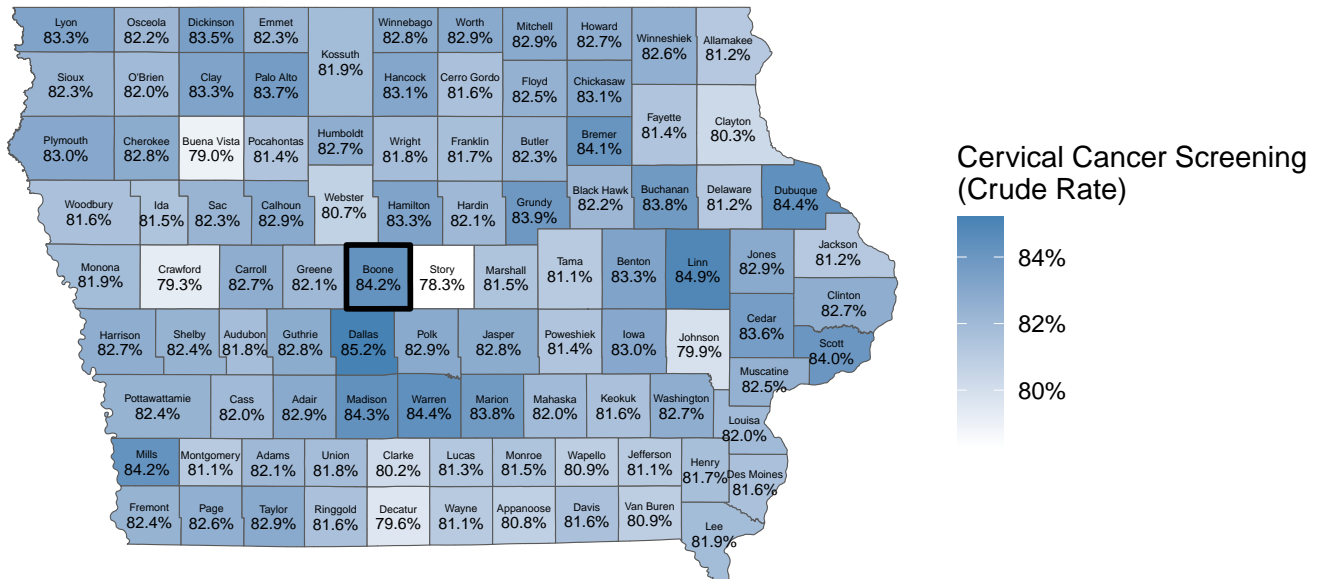 Lyon
83.3%
Osceola
82.2%
Dickinson
83.5%
Emmet
82.3%
Kossuth
81.9%
Winnebago
82.8%
Worth
82.9%
Mitchell
82.9%
Howard
82.7%
Winneshiek
82.6%
Allamakee
81.2%
Sioux
82.3%
O'Brien
82.0%
Clay
83.3%
Palo Alto
83.7%
Hancock
83.1%
Cerro Gordo
81.6%
Floyd
82.5%
Chickasaw
83.1%
Fayette
81.4%
Clayton
80.3%
Plymouth
83.0%
Cherokee
82.8%
Buena Vista
79.0%
Pocahontas
81.4%
Humboldt
82.7%
Wright
81.8%
Franklin
81.7%
Butler
82.3%
Bremer
84.1%
Woodbury
81.6%
Ida
81.5%
Sac
82.3%
Calhoun
82.9%
Webster
80.7%
Hamilton
83.3%
Hardin
82.1%
Grundy
83.9%
Black Hawk
82.2%
Buchanan
83.8%
Delaware
81.2%
Dubuque
84.4%
Monona
81.9%
Crawford
79.3%
Carroll
82.7%
Greene
82.1%
Boone
84.2%
Story
78.3%
Marshall
81.5%
Tama
81.1%
Benton
83.3%
Linn
84.9%
Jones
82.9%
Jackson
81.2%
Clinton
82.7%
Harrison
82.7%
Shelby
82.4%
Audubon
81.8%
Guthrie
82.8%
Dallas
85.2%
Polk
82.9%
Jasper
82.8%
Poweshiek
81.4%
Iowa
83.0%
Johnson
79.9%
Cedar
83.6%
Scott
84.0%
Muscatine
82.5%
Pottawattamie
82.4%
Cass
82.0%
Adair
82.9%
Madison
84.3%
Warren
84.4%
Marion
83.8%
Mahaska
82.0%
Keokuk
81.6%
Washington
82.7%
Louisa
82.0%
Mills
84.2%
Montgomery
81.1%
Adams
82.1%
Union
81.8%
Clarke
80.2%
Lucas
81.3%
Monroe
81.5%
Wapello
80.9%
Jefferson
81.1%
Henry
81.7%
Des Moines
81.6%
Fremont
82.4%
Page
82.6%
Taylor
82.9%
Ringgold
81.6%
Decatur
79.6%
Wayne
81.1%
Appanoose
80.8%
Davis
81.6%
Van Buren
80.9%
Lee
81.9%
Cervical Cancer Screening
(Crude Rate)
84%
82%
80%